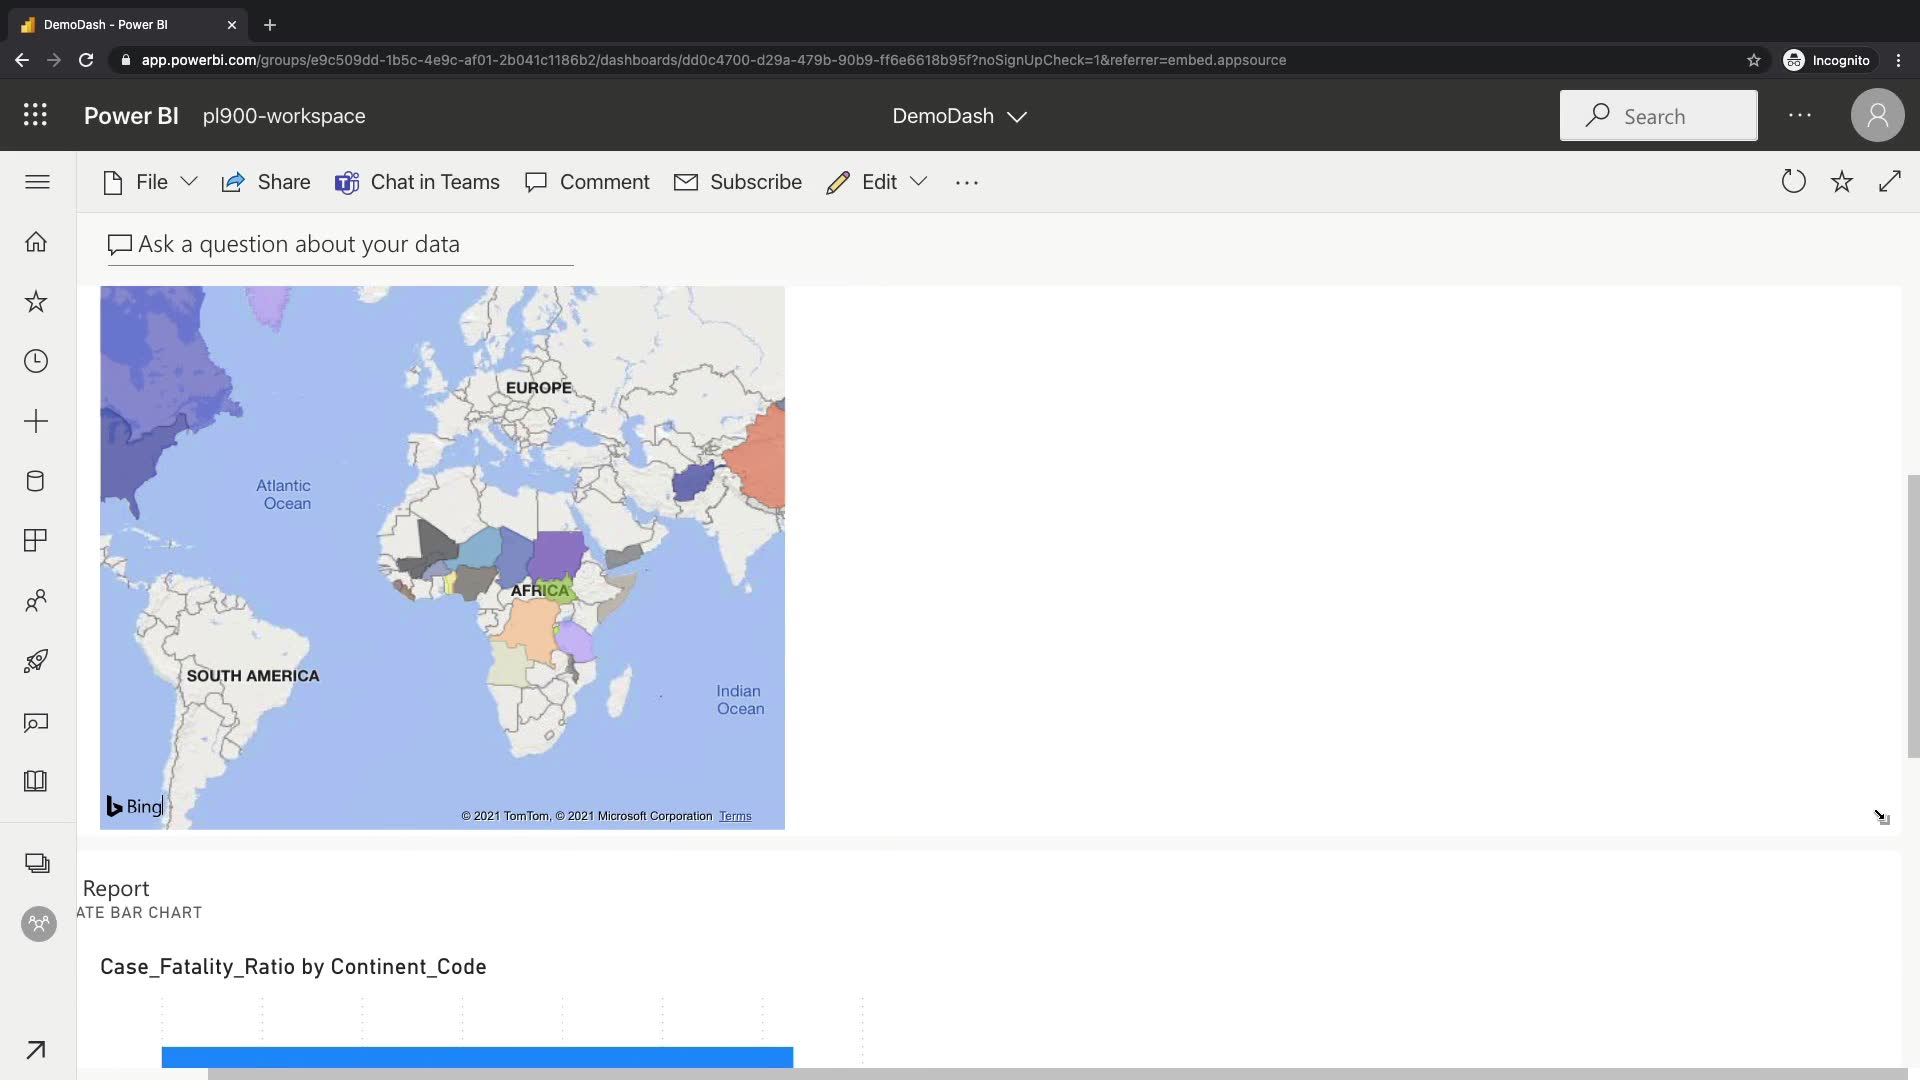 DemoDash - Power BI
app.powerbi.com/groups/e9c509dd-1b5c-4e9c-af01-2b041c1186b2/dashboards/dd0c4700-d29a-479b-90b9-ff6e6618b95f?noSignUpCheck=1&referrer=embed.appsource
Incognito
Power BI pl900-workspace
DemoDash
Search
File
Share
Chat in Teams
Comment
Subscribe
Edit
Ask a question about your data
EUROPE
Atlantic
Ocean
AFRICA
SOUTH AMERICA
Indian
Ocean
Bing
© 2021 TomTom, © 2021 Microsoft Corporation Terms
Report
ATE BAR CHART
Case_Fatality_Ratio by Continent_Code